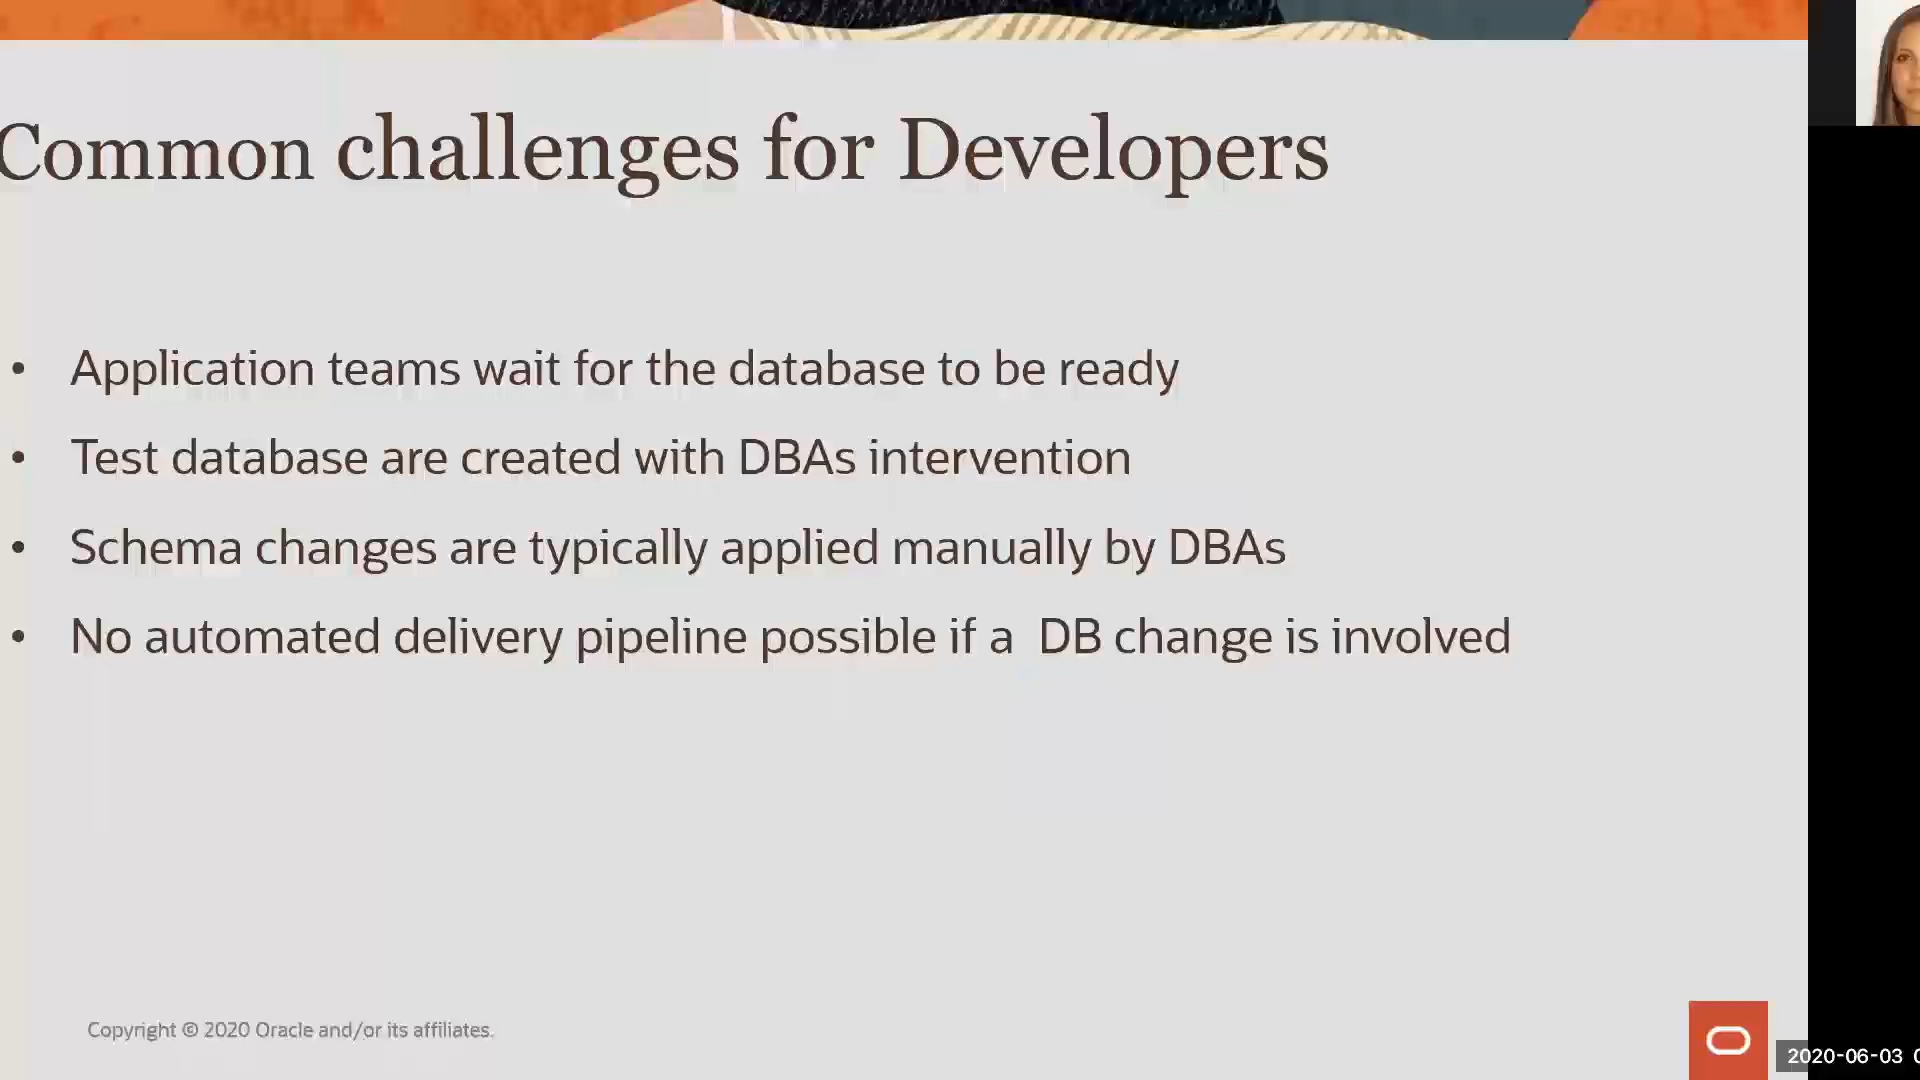 Common challenges for Developers
• Application teams wait for the database to be ready
• Test database are created with DBAs intervention
• Schema changes are typically applied manually by DBAs
• No automated delivery pipeline possible if a  DB change is involved
Copyright © 2020 Oracle and/or its affiliates.
2020-06-03